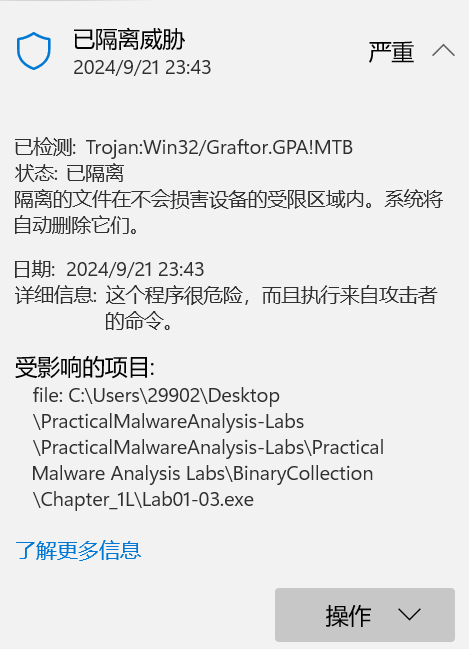 已隔离威胁
2024/9/21 23:43
严重
已检测: Trojan:Win32/Graftor.GPA!MTB
状态: 已隔离
隔离的文件在不会损害设备的受限区域内。系统将
自动删除它们。
日期: 2024/9/21 23:43
详细信息: 这个程序很危险，而且执行来自攻击者
的命令。
受影响的项目:
file: C:\Users\29902\Desktop
\PracticalMalwareAnalysis-Labs
\PracticalMalwareAnalysis-Labs\Practical
Malware Analysis Labs\BinaryCollection
\Chapter_1L\Lab01-03.exe
了解更多信息
操作